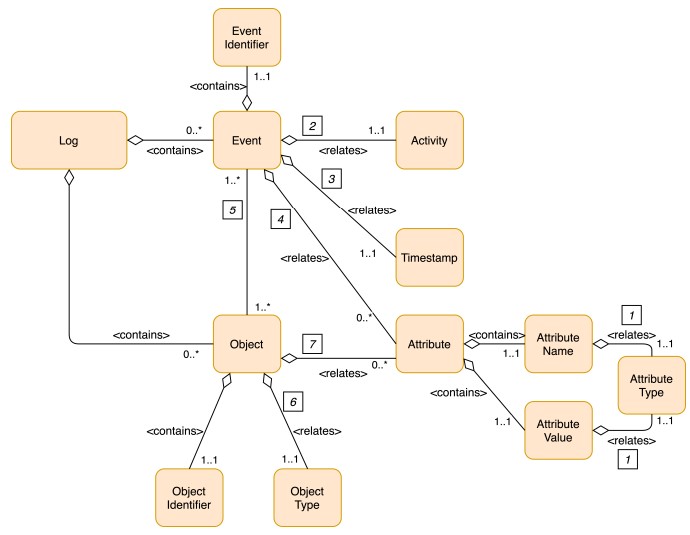 Event
Identifier
1..1
<contains>
Log
0..*
<contains>
Event
2
1..1
<relates>
Activity
3
<relates>
1..1
Timestamp
1..*
5
4
<relates>
0..*
1..*
<contains>
0..*
Object
7
0..*
<relates>
Attribute
<contains>
1..1
Attribute
Name
1
<relates>
1..1
Attribute
Type
1..1
<relates>
1
<contains>
1..1
Attribute
Value
6
<contains>
<relates>
1..1
1..1
Object
Identifier
Object
Type